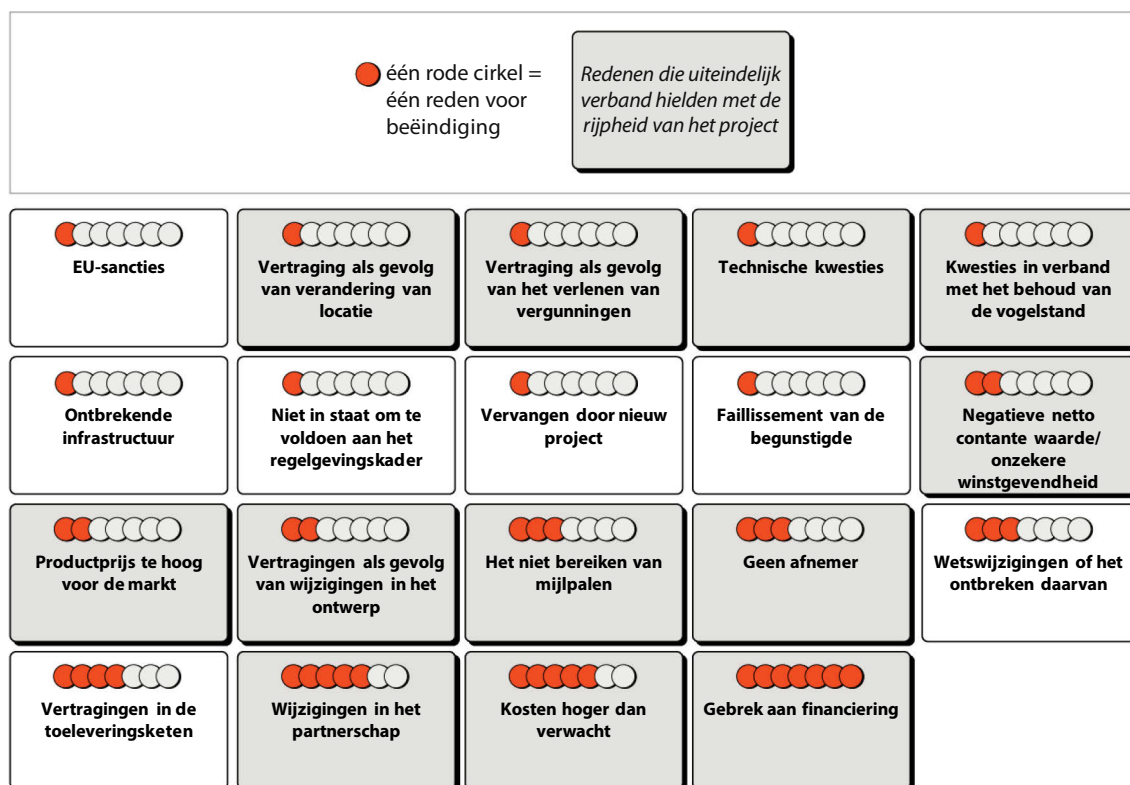 één rode cirkel =
één reden voor
beëindiging
Redenen die uiteindelijk
verband hielden met de
rijpheid van het project
EU-sancties
Vertraging als gevolg
van verandering van
locatie
Vertraging als gevolg
van het verlenen van
vergunningen
Technische kwesties
Kwesties in verband
met het behoud van
de vogelstand
Ontbrekende
infrastructuur
Niet in staat om te
voldoen aan het
regelgevingskader
Vervangen door nieuw
project
Faillissement van de
begunstigde
Negatieve netto
contante waarde/
onzekere
winstgevendheid
Productprijs te hoog
voor de markt
Vertragingen als gevolg
van wijzigingen in het
ontwerp
Het niet bereiken van
mijlpalen
Geen afnemer
Wetswijzigingen of het
ontbreken daarvan
Vertragingen in de
toeleveringsketen
Wijzigingen in het
partnerschap
Kosten hoger dan
verwacht
Gebrek aan financiering